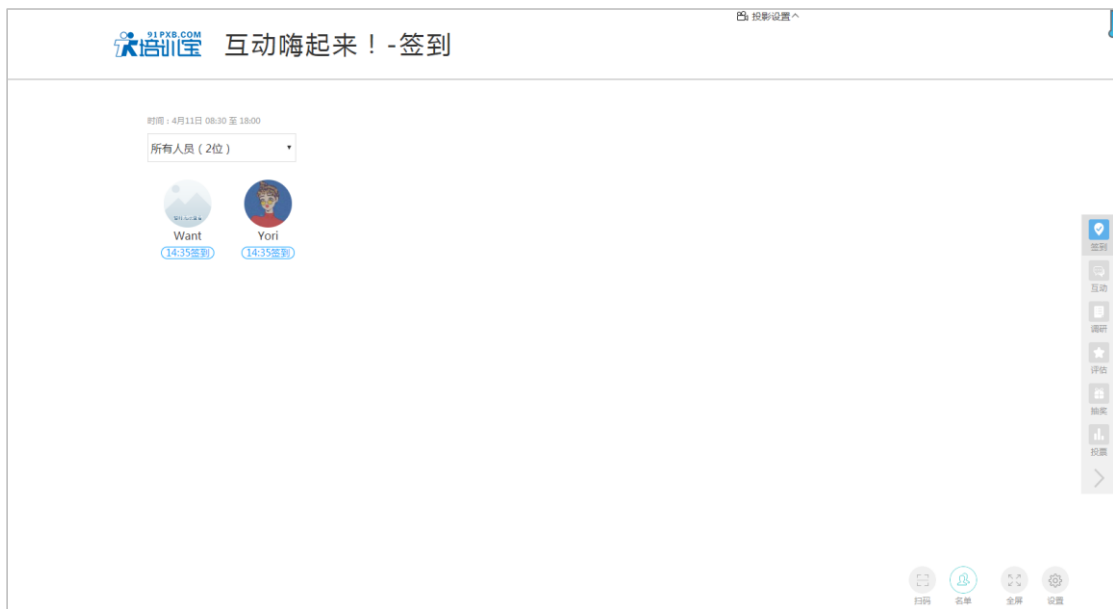 投影设置
91PXB.COM
培训宝
互动嗨起来！-签到
时间：4月11日 08:30 至 18:00
所有人员（2位）
Want
Yori
14:35签到
14:35签到
签到
互动
调研
评估
抽奖
投票
扫码
名单
全屏
设置